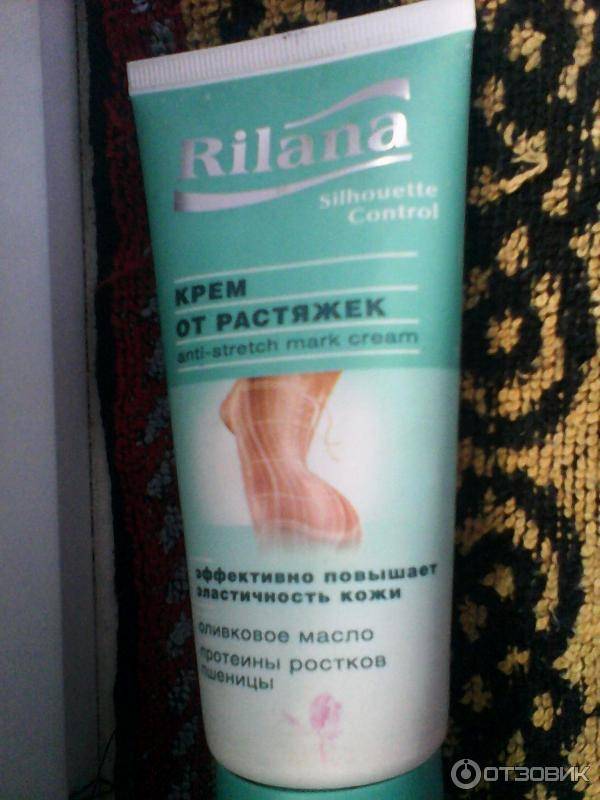 Rilana
Silhouette
Control
КРЕМ
ОТ РАСТЯЖЕК
anti-stretch mark cream
эффективно повышает
эластичность кожи
оливковое масло
протеины ростков
пшеницы
ОТЗОВИК